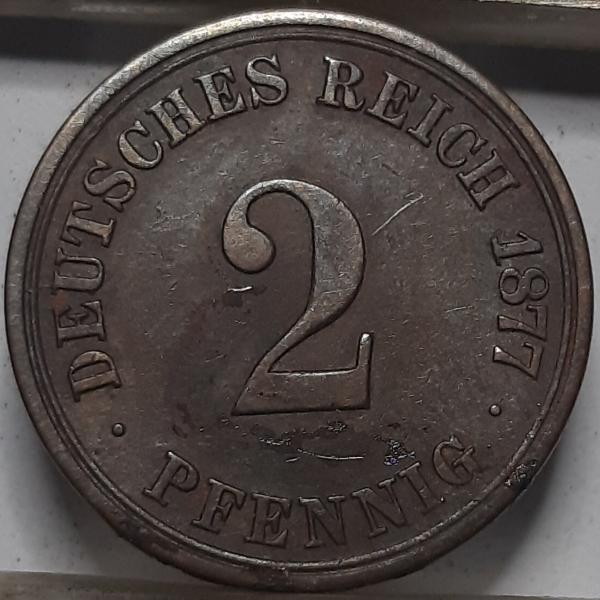 DEUTSCHES REICH 1877
2
· PFENNIG ·